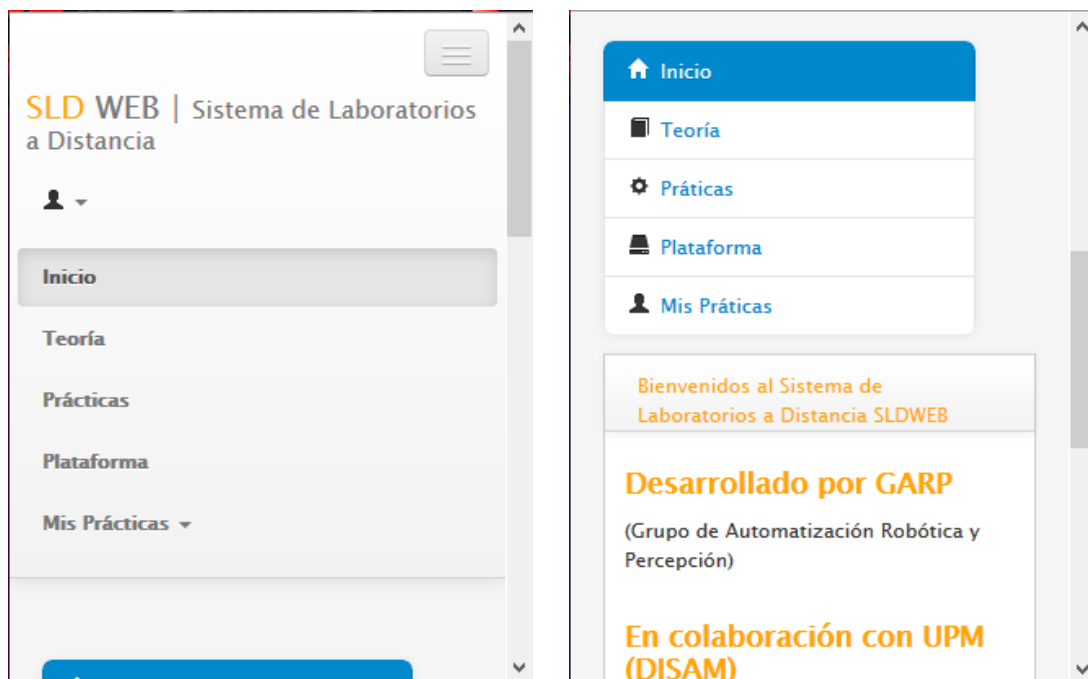 SLD WEB | Sistema de Laboratorios
a Distancia
Inicio
Teoría
Prácticas
Plataforma
Mis Prácticas
Inicio
Teoría
Práticas
Plataforma
Mis Práticas
Bienvenidos al Sistema de
Laboratorios a Distancia SLDWEB
Desarrollado por GARP
(Grupo de Automatización Robótica y
Percepción)
En colaboración con UPM
(DISAM)